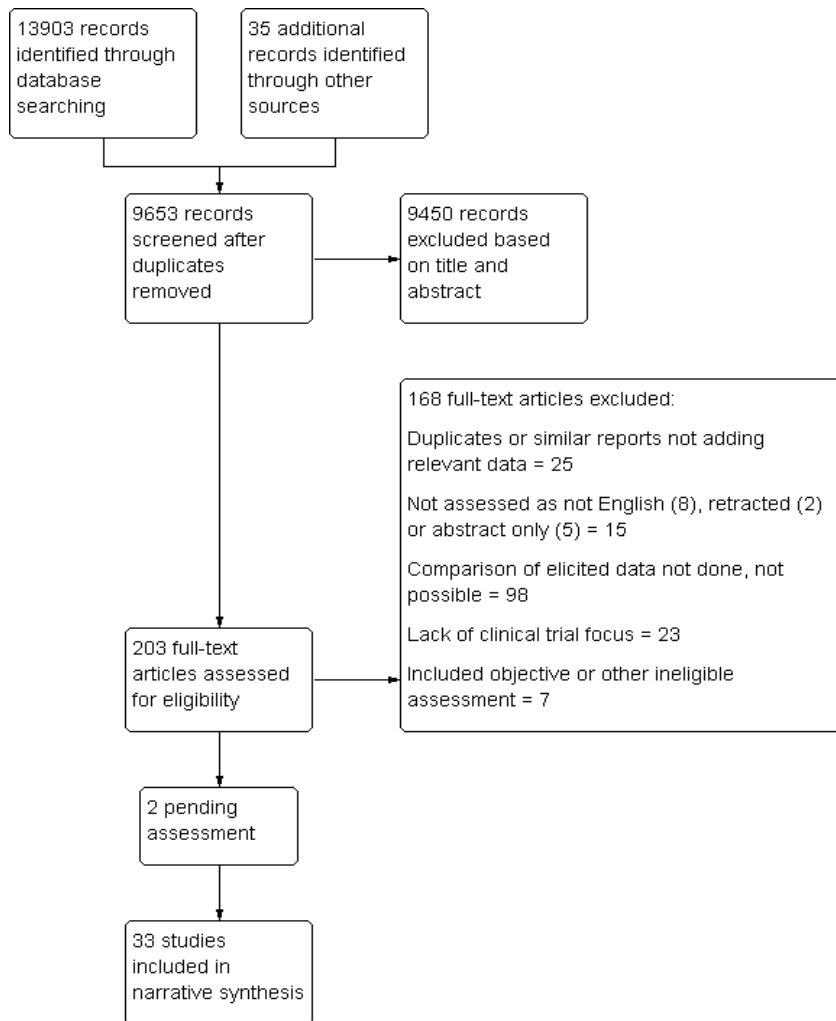 13903 records
identified through
database
searching
35 additional
records identified
through other
sources
9653 records
screened after
duplicates
removed
9450 records
excluded based
on title and
abstract
168 full-text articles excluded:
Duplicates or similar reports not adding
relevant data = 25
Not assessed as not English (8), retracted (2)
or abstract only (5) = 15
Comparison of elicited data not done, not
possible = 98
Lack of clinical trial focus = 23
Included objective or other ineligible
assessment = 7
203 full-text
articles assessed
for eligibility
2 pending
assessment
33 studies
included in
narrative synthesis